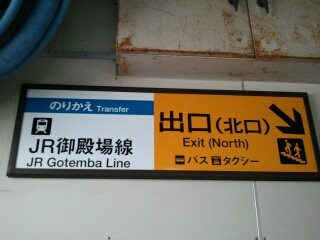 のりかえ Transfer
JR御殿場線
JR Gotemba Line
出口(北口)
Exit (North)
バス タクシー